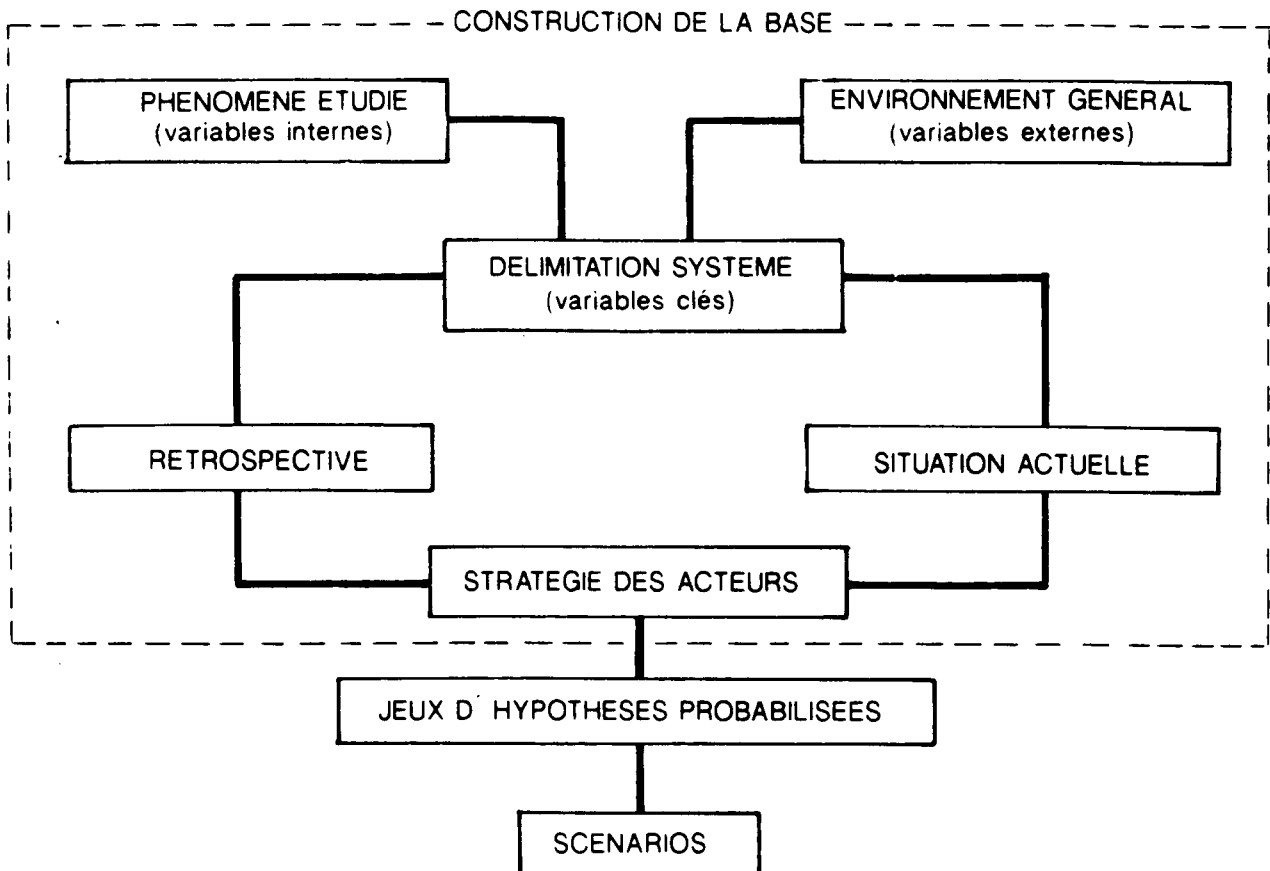 CONSTRUCTION DE LA BASE
PHENOMENE ETUDIE
(variables internes)
ENVIRONNEMENT GENERAL
(variables externes)
DELIMITATION SYSTEME
(variables clés)
RETROSPECTIVE
SITUATION ACTUELLE
STRATEGIE DES ACTEURS
JEUX D' HYPOTHESES PROBABILISEES
SCENARIOS